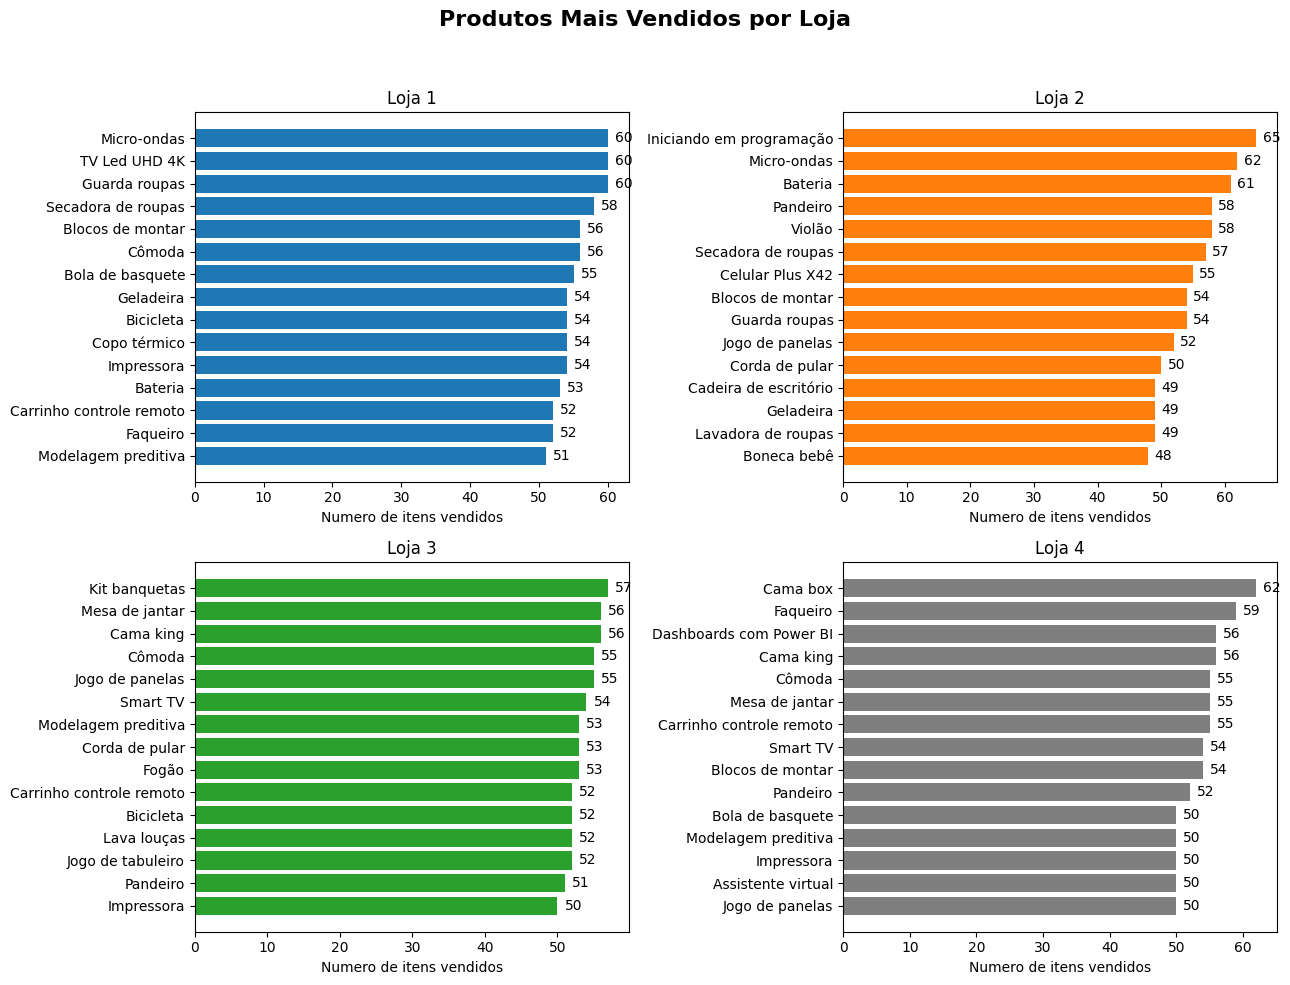 Produtos Mais Vendidos por Loja
Loja 1
Micro-ondas 60
TV Led UHD 4K 60
Guarda roupas 60
Secadora de roupas 58
Blocos de montar 56
Cômoda 56
Bola de basquete 55
Geladeira 54
Bicicleta 54
Copo térmico 54
Impressora 54
Bateria 53
Carrinho controle remoto 52
Faqueiro 52
Modelagem preditiva 51
0 10 20 30 40 50 60
Numero de itens vendidos
Loja 2
Iniciando em programação 65
Micro-ondas 62
Bateria 61
Pandeiro 58
Violão 58
Secadora de roupas 57
Celular Plus X42 55
Blocos de montar 54
Guarda roupas 54
Jogo de panelas 52
Corda de pular 50
Cadeira de escritório 49
Geladeira 49
Lavadora de roupas 49
Boneca bebê 48
0 10 20 30 40 50 60
Numero de itens vendidos
Loja 3
Kit banquetas 57
Mesa de jantar 56
Cama king 56
Cômoda 55
Jogo de panelas 55
Smart TV 54
Modelagem preditiva 53
Corda de pular 53
Fogão 53
Carrinho controle remoto 52
Bicicleta 52
Lava louças 52
Jogo de tabuleiro 52
Pandeiro 51
Impressora 50
0 10 20 30 40 50
Numero de itens vendidos
Loja 4
Cama box 62
Faqueiro 59
Dashboards com Power BI 56
Cama king 56
Cômoda 55
Mesa de jantar 55
Carrinho controle remoto 55
Smart TV 54
Blocos de montar 54
Pandeiro 52
Bola de basquete 50
Modelagem preditiva 50
Impressora 50
Assistente virtual 50
Jogo de panelas 50
0 10 20 30 40 50 60
Numero de itens vendidos